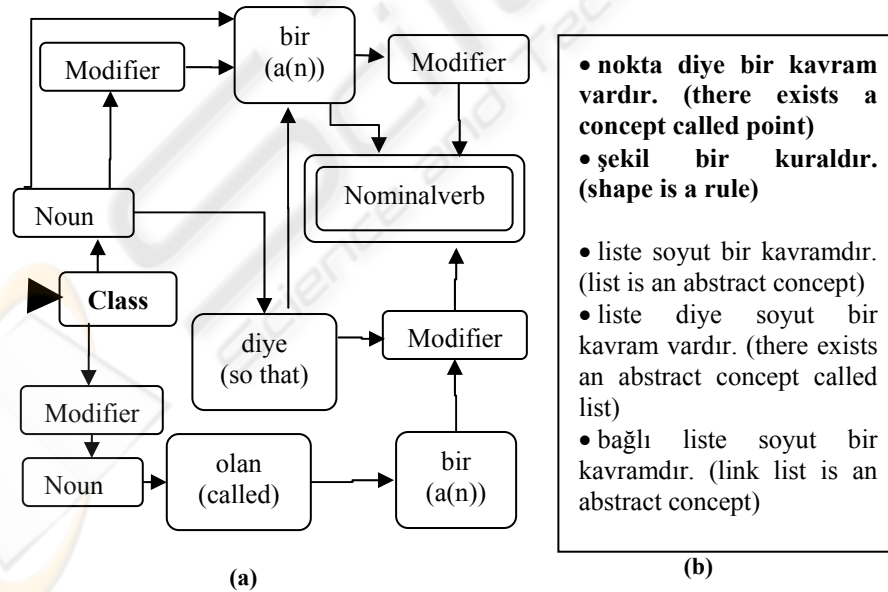 bir
(a(n))
Modifier
Modifier
Nominalverb
Noun
Class
diye
(so that)
Modifier
Modifier
Noun
olan
(called)
bir
(a(n))
(a)
• nokta diye bir kavram
vardır. (there exists a
concept called point)
• şekil bir kuraldır.
(shape is a rule)
• liste soyut bir kavramdır.
(list is an abstract concept)
• liste diye soyut bir
kavram vardır. (there exists
an abstract concept called
list)
• bağlı liste soyut bir
kavramdır. (link list is an
abstract concept)
(b)